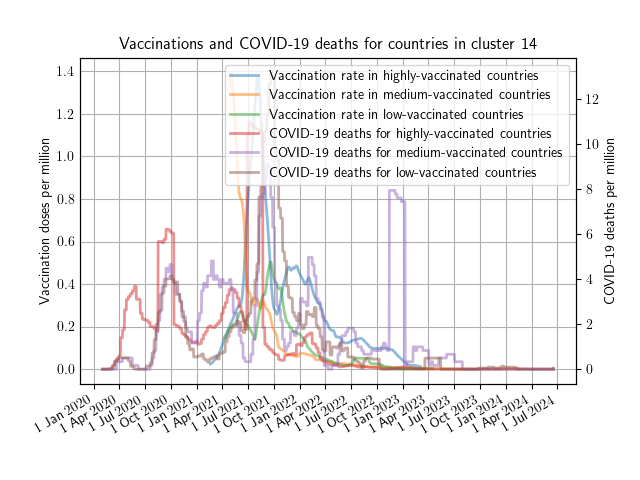 Vaccinations and COVID-19 deaths for countries in cluster 14
Vaccination rate in highly-vaccinated countries
Vaccination rate in medium-vaccinated countries
Vaccination rate in low-vaccinated countries
COVID-19 deaths for highly-vaccinated countries
COVID-19 deaths for medium-vaccinated countries
COVID-19 deaths for low-vaccinated countries
Vaccination doses per million
1.4
1.2
1.0
0.8
0.6
0.4
0.2
0.0
COVID-19 deaths per million
12
10
8
6
4
2
0
1 Jan 2020
1 Apr 2020
1 Jul 2020
1 Oct 2020
1 Jan 2021
1 Apr 2021
1 Jul 2021
1 Oct 2021
1 Jan 2022
1 Apr 2022
1 Jul 2022
1 Oct 2022
1 Jan 2023
1 Apr 2023
1 Jul 2023
1 Oct 2023
1 Jan 2024
1 Apr 2024
1 Jul 2024